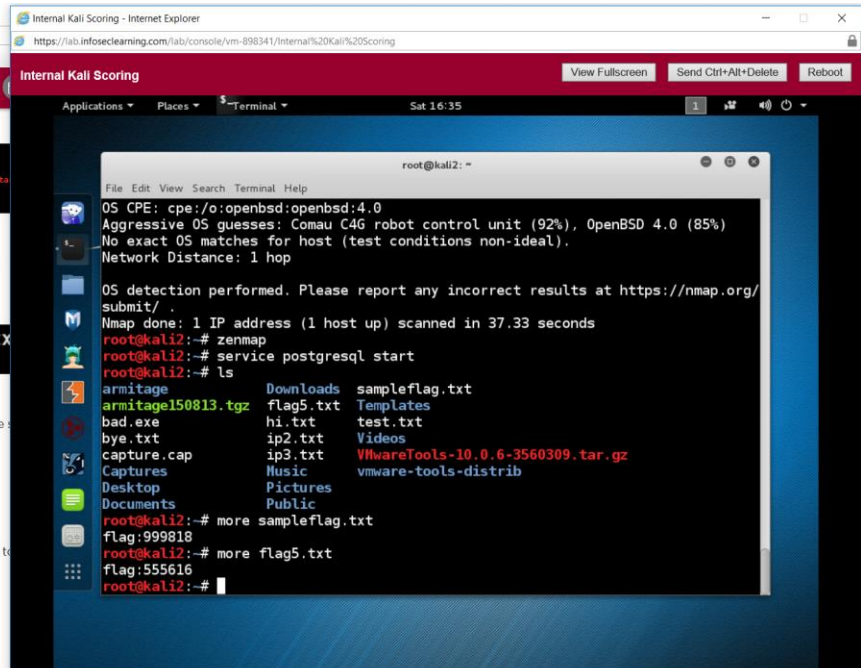 Internal Kali Scoring - Internet Explorer
https://lab.infoseclearning.com/lab/console/vm-898341/Internal%20Kali%20Scoring
Internal Kali Scoring View Fullscreen Send Ctrl+Alt+Delete Reboot
Applications Places Terminal Sat 16:35 1
root@kali2: ~
File Edit View Search Terminal Help
OS CPE: cpe:/o:openbsd:openbsd:4.0
Aggressive OS guesses: Comau C4G robot control unit (92%), OpenBSD 4.0 (85%)
No exact OS matches for host (test conditions non-ideal).
Network Distance: 1 hop
OS detection performed. Please report any incorrect results at https://nmap.org/
submit/ .
Nmap done: 1 IP address (1 host up) scanned in 37.33 seconds
root@kali2:~# zenmap
root@kali2:~# service postgresql start
root@kali2:~# ls
armitage Downloads sampleflag.txt
armitage150813.tgz flag5.txt Templates
bad.exe hi.txt test.txt
bye.txt ip2.txt Videos
capture.cap ip3.txt VMwareTools-10.0.6-3560309.tar.gz
Captures Music vmware-tools-distrib
Desktop Pictures
Documents Public
root@kali2:~# more sampleflag.txt
flag:999818
root@kali2:~# more flag5.txt
flag:555616
root@kali2:~#